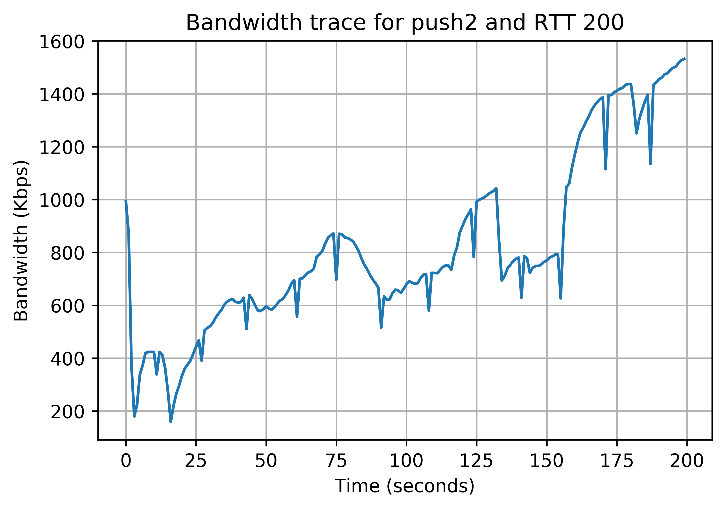 Bandwidth trace for push2 and RTT 200
1600
1400
1200
1000
800
600
400
200
Bandwidth (Kbps)
0 25 50 75 100 125 150 175 200
Time (seconds)